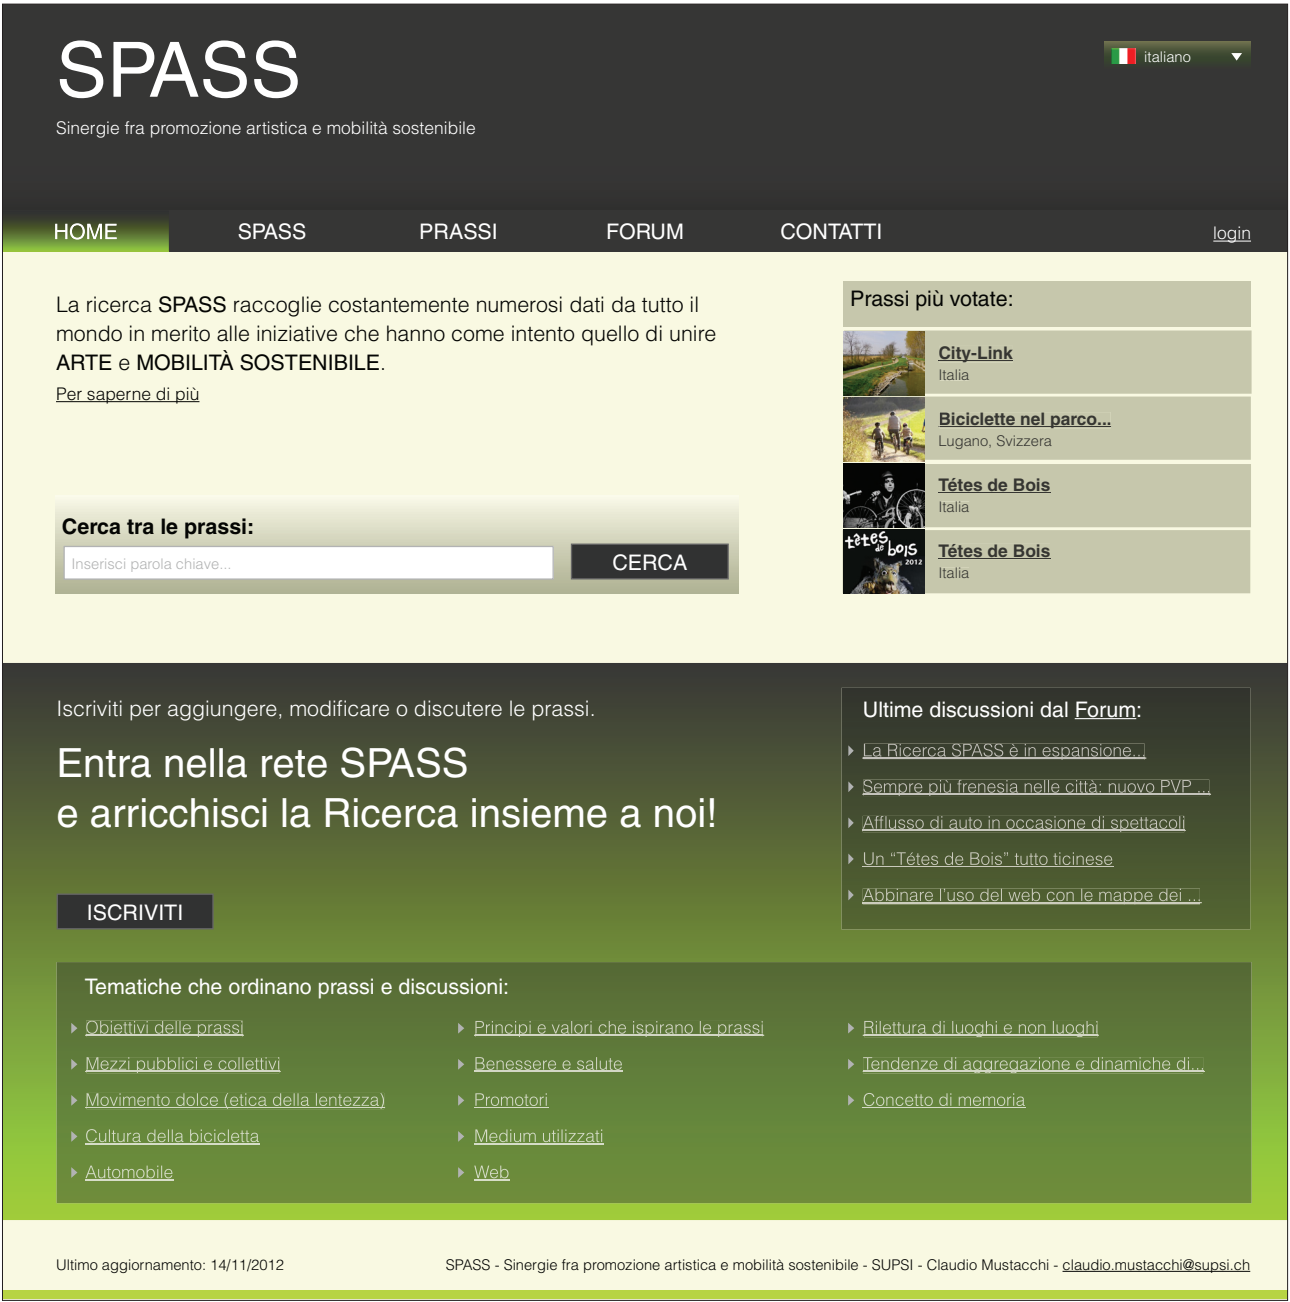 SPASS
italiano
Sinergie fra promozione artistica e mobilità sostenibile
HOME SPASS PRASSI FORUM CONTATTI login
La ricerca SPASS raccoglie costantemente numerosi dati da tutto il
mondo in merito alle iniziative che hanno come intento quello di unire
ARTE e MOBILITÀ SOSTENIBILE.
Per saperne di più
Cerca tra le prassi:
Inserisci parola chiave...
CERCA
Prassi più votate:
City-Link
Italia
Biciclette nel parco...
Lugano, Svizzera
Tétes de Bois
Italia
têtes
de bois
2012
Tétes de Bois
Italia
Iscriviti per aggiungere, modificare o discutere le prassi.
Entra nella rete SPASS
e arricchisci la Ricerca insieme a noi!
ISCRIVITI
Ultime discussioni dal Forum:
La Ricerca SPASS è in espansione...
Sempre più frenesia nelle città: nuovo PVP ...
Afflusso di auto in occasione di spettacoli
Un “Tétes de Bois” tutto ticinese
Abbinare l’uso del web con le mappe dei ...
Tematiche che ordinano prassi e discussioni:
Obiettivi delle prassi
Mezzi pubblici e collettivi
Movimento dolce (etica della lentezza)
Cultura della bicicletta
Automobile
Principi e valori che ispirano le prassi
Benessere e salute
Promotori
Medium utilizzati
Web
Rilettura di luoghi e non luoghi
Tendenze di aggregazione e dinamiche di...
Concetto di memoria
Ultimo aggiornamento: 14/11/2012
SPASS - Sinergie fra promozione artistica e mobilità sostenibile - SUPSI - Claudio Mustacchi - claudio.mustacchi@supsi.ch